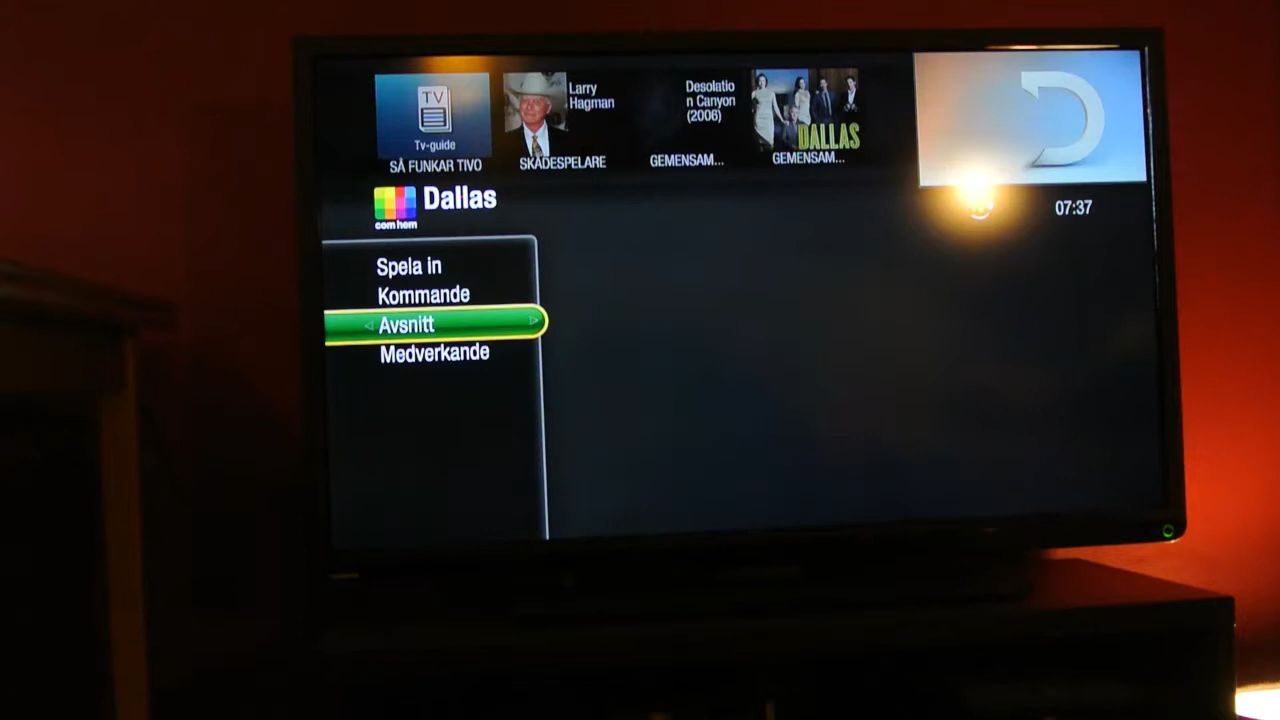 TV
Tv-guide
SÅ FUNKAR TIVO
Larry
Hagman
SKÅDESPELARE
Desolatio
n Canyon
(2006)
GEMENSAM...
DALLAS
GEMENSAM...
com hem
Dallas
07:37
Spela in
Kommande
Avsnitt
Medverkande